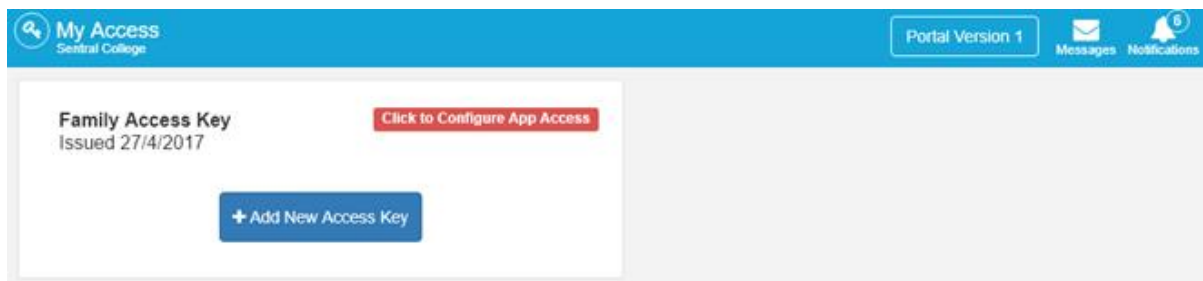 My Access
Sentral College
Portal Version 1
Messages
6
Notifications
Family Access Key
Click to Configure App Access
Issued 27/4/2017
+ Add New Access Key